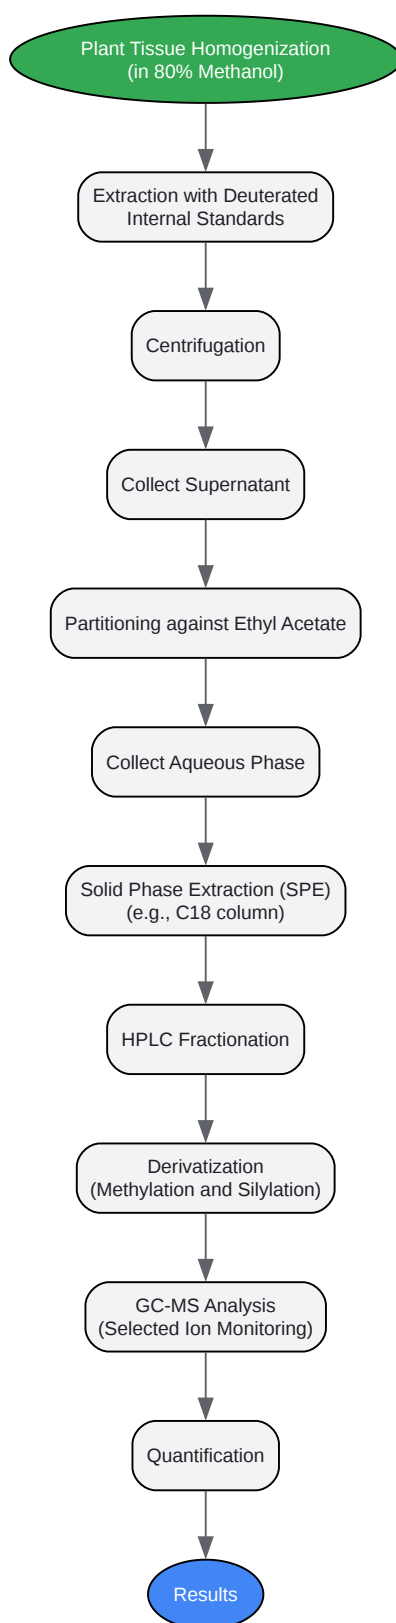 Plant Tissue Homogenization
(in 80% Methanol)
Extraction with Deuterated
Internal Standards
Centrifugation
Collect Supernatant
Partitioning against Ethyl Acetate
Collect Aqueous Phase
Solid Phase Extraction (SPE)
(e.g., C18 column)
HPLC Fractionation
Derivatization
(Methylation and Silylation)
GC-MS Analysis
(Selected Ion Monitoring)
Quantification
Results